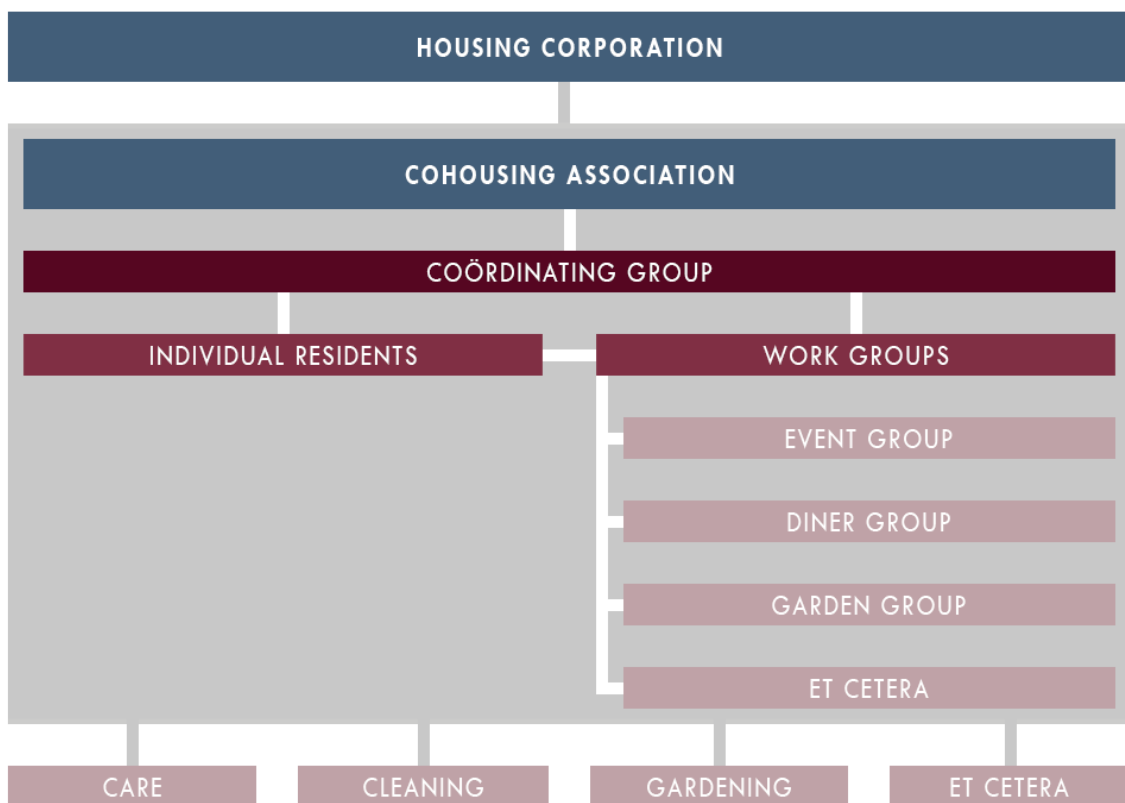 HOUSING CORPORATION
COHOUSING ASSOCIATION
COÖRDINATING GROUP
INDIVIDUAL RESIDENTS
WORK GROUPS
EVENT GROUP
DINER GROUP
GARDEN GROUP
ET CETERA
CARE
CLEANING
GARDENING
ET CETERA